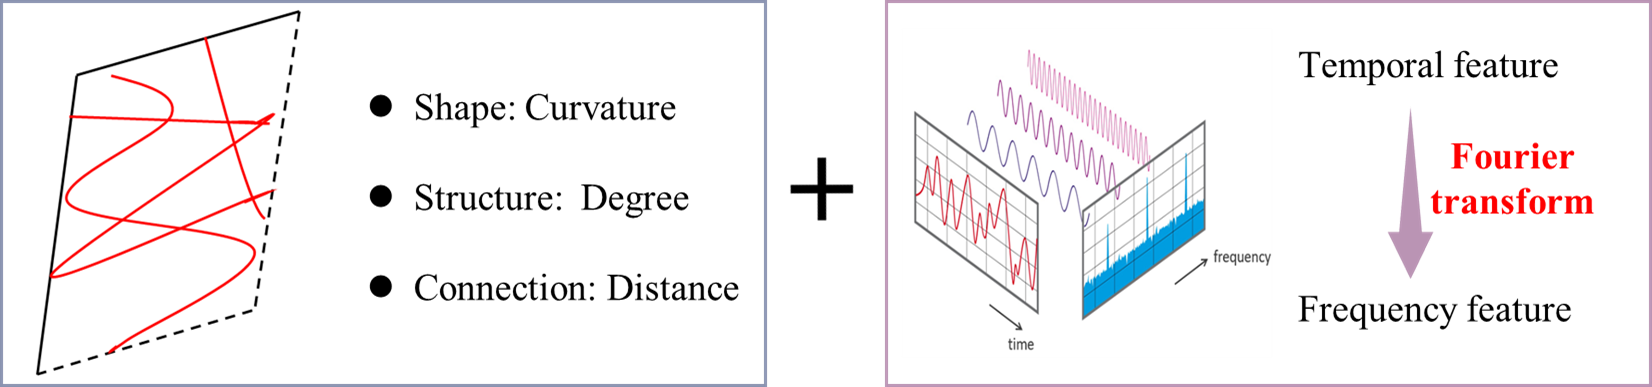 ● Shape: Curvature
● Structure: Degree
● Connection: Distance
+
time
frequency
Temporal feature
Fourier
transform
Frequency feature